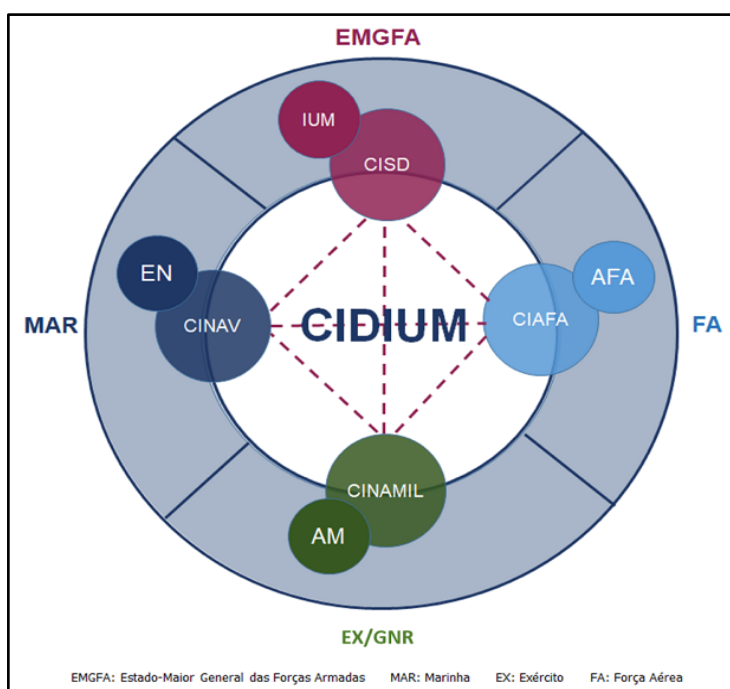 EMGFA
IUM
CISD
EN
AFA
MAR
CINAV
CIDIUM
CIAFA
FA
CINAMIL
AM
EX/GNR
EMGFA: Estado-Maior General das Forças Armadas MAR: Marinha EX: Exército FA: Força Aérea